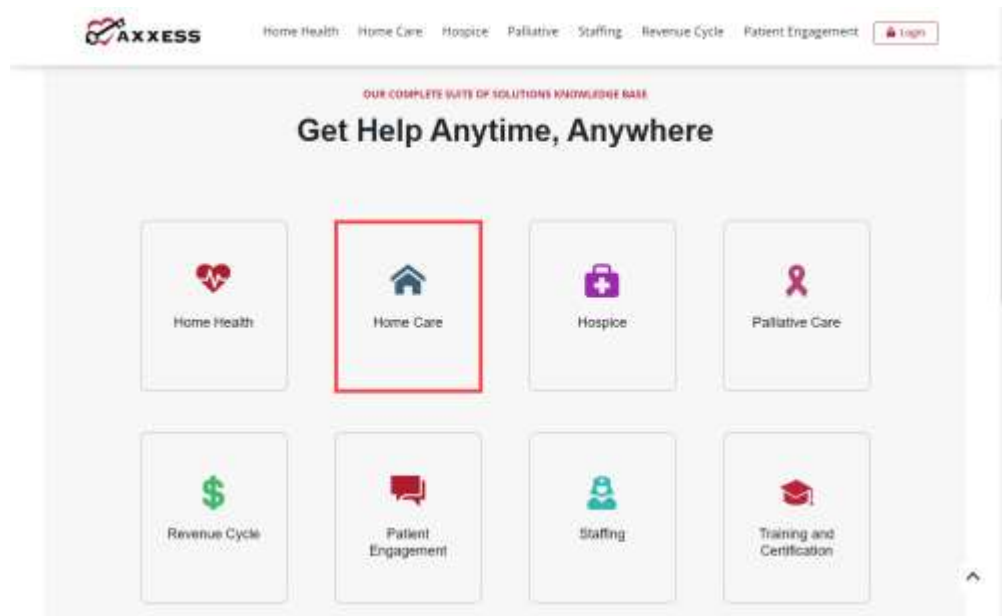 AXXESS
Home Health Home Care Hospice Palliative Staffing Revenue Cycle Patient Engagement Login
OUR COMPLETE SUITE OF SOLUTIONS KNOWLEDGE BASE
Get Help Anytime, Anywhere
Home Health
Home Care
Hospice
Palliative Care
Revenue Cycle
Patient
Engagement
Staffing
Training and
Certification